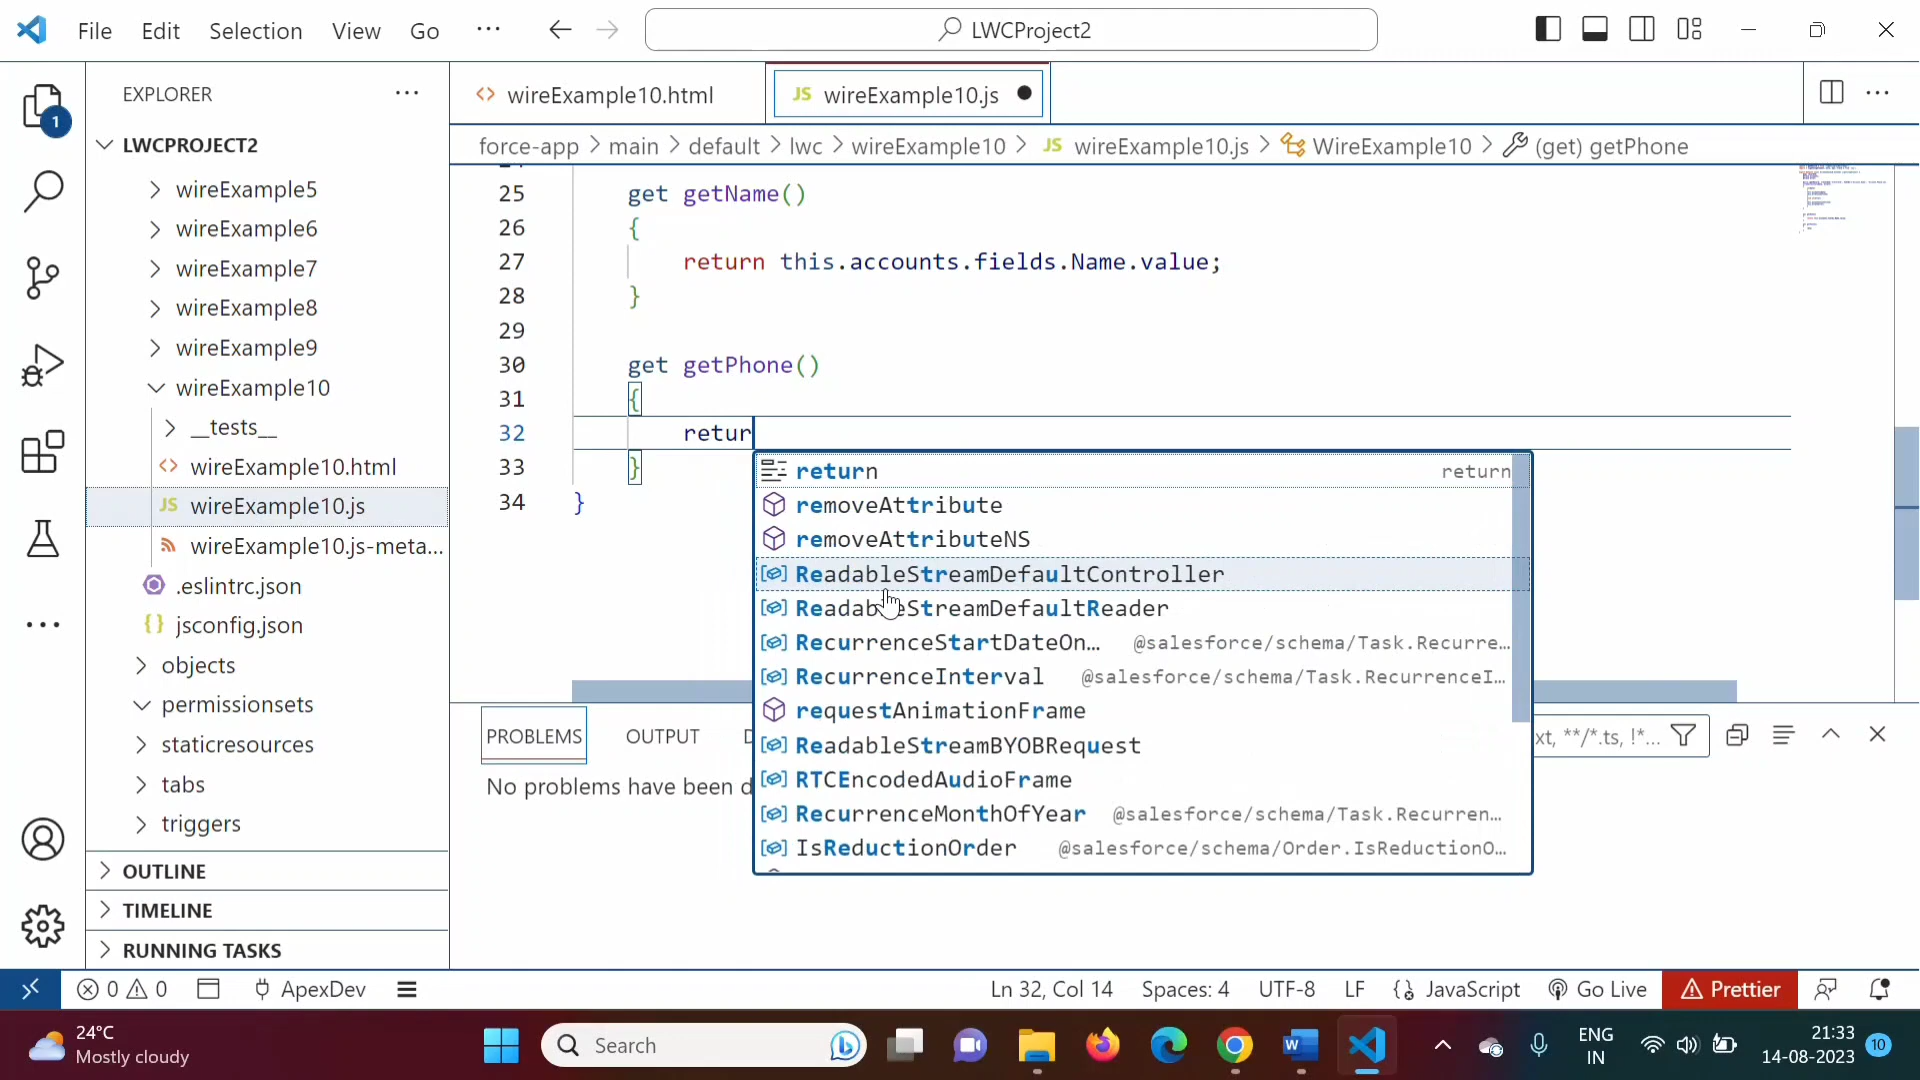 File Edit Selection View Go ··· LWCProject2
EXPLORER ···
wireExample10.html
JS wireExample10.js
1
force-app > main > default > lwc > wireExample10 > JS wireExample10.js > WireExample10 > (get) getPhone
LWCPROJECT2
wireExample5
wireExample6
wireExample7
wireExample8
wireExample9
wireExample10
__tests__
wireExample10.html
JS wireExample10.js
wireExample10.js-meta...
.eslintrc.json
{} jsconfig.json
objects
permissionsets
staticresources
tabs
triggers
OUTLINE
TIMELINE
RUNNING TASKS
25 get getName()
26 {
27 return this.accounts.fields.Name.value;
28 }
29
30 get getPhone()
31 {
32 retur
33 }
34 }
return return
removeAttribute
removeAttributeNS
ReadableStreamDefaultController
ReadableStreamDefaultReader
RecurrenceStartDateOn... @salesforce/schema/Task.Recurre...
RecurrenceInterval @salesforce/schema/Task.RecurrenceI...
requestAnimationFrame
ReadableStreamBYOBRequest
RTCEncodedAudioFrame
RecurrenceMonthOfYear @salesforce/schema/Task.Recurren...
IsReductionOrder @salesforce/schema/Order.IsReductionO...
PROBLEMS OUTPUT D
xt, **/*.ts, !*...
No problems have been d
0 0 ApexDev Ln 32, Col 14 Spaces: 4 UTF-8 LF JavaScript Go Live Prettier
24°C
Mostly cloudy
Search
ENG
IN
21:33
14-08-2023
10